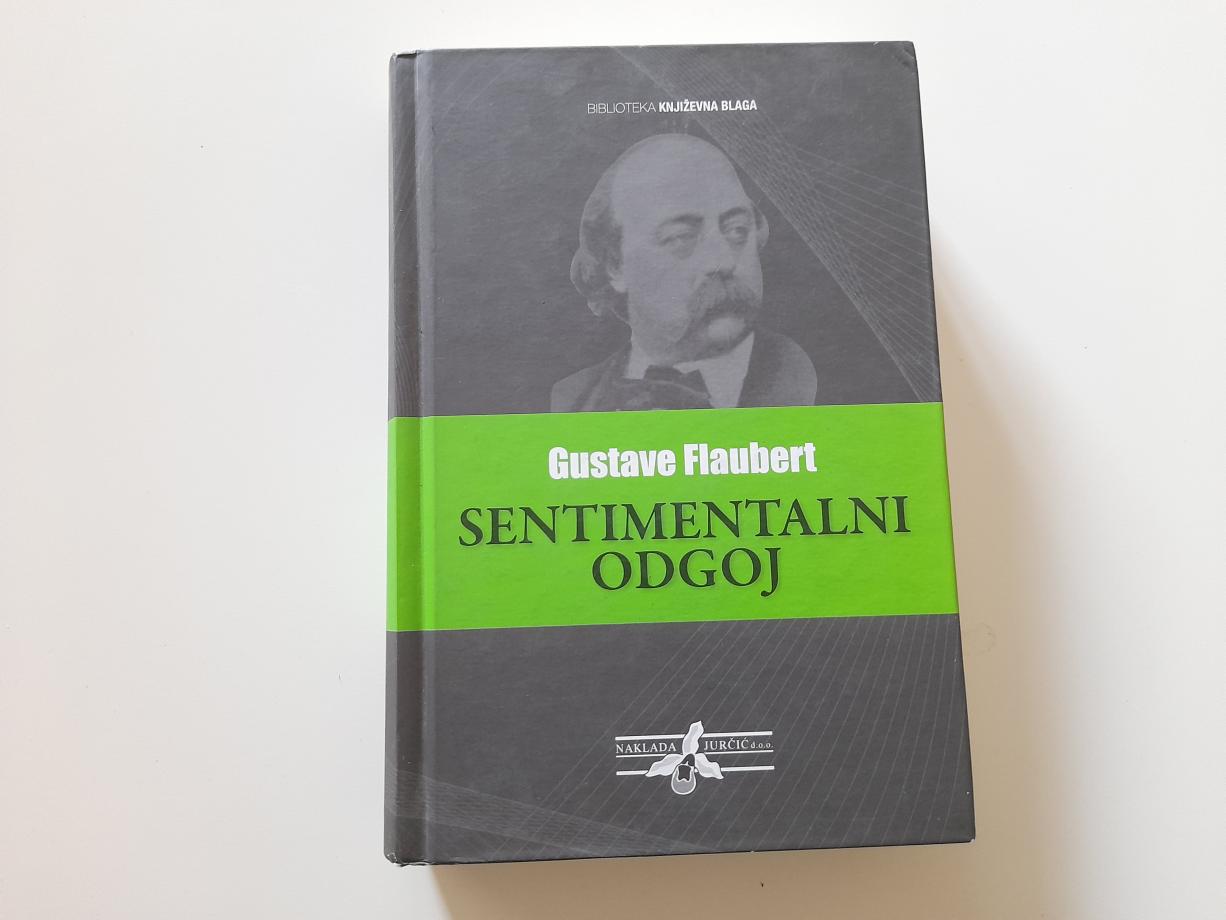 BIBLIOTEKA KNJIŽEVNA BLAGA
Gustave Flaubert
SENTIMENTALNI
ODGOJ
NAKLADA JURČIĆ d.o.o.